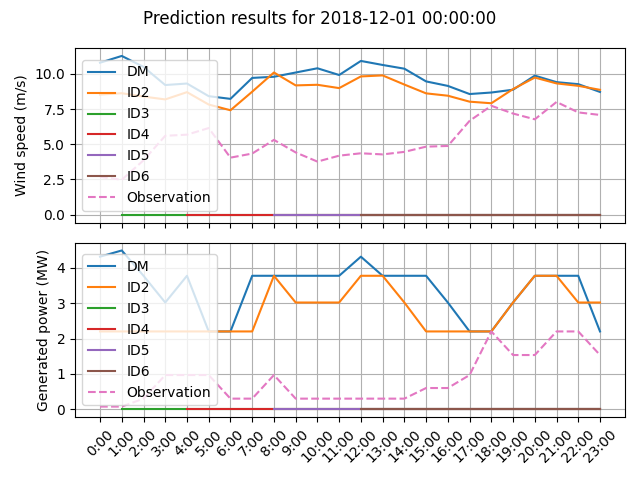 Prediction results for 2018-12-01 00:00:00
Wind speed (m/s)
10.0
7.5
5.0
2.5
0.0
DM
ID2
ID3
ID4
ID5
ID6
Observation
Generated power (MW)
4
3
2
1
0
DM
ID2
ID3
ID4
ID5
ID6
Observation
0:00
1:00
2:00
3:00
4:00
5:00
6:00
7:00
8:00
9:00
10:00
11:00
12:00
13:00
14:00
15:00
16:00
17:00
18:00
19:00
20:00
21:00
22:00
23:00